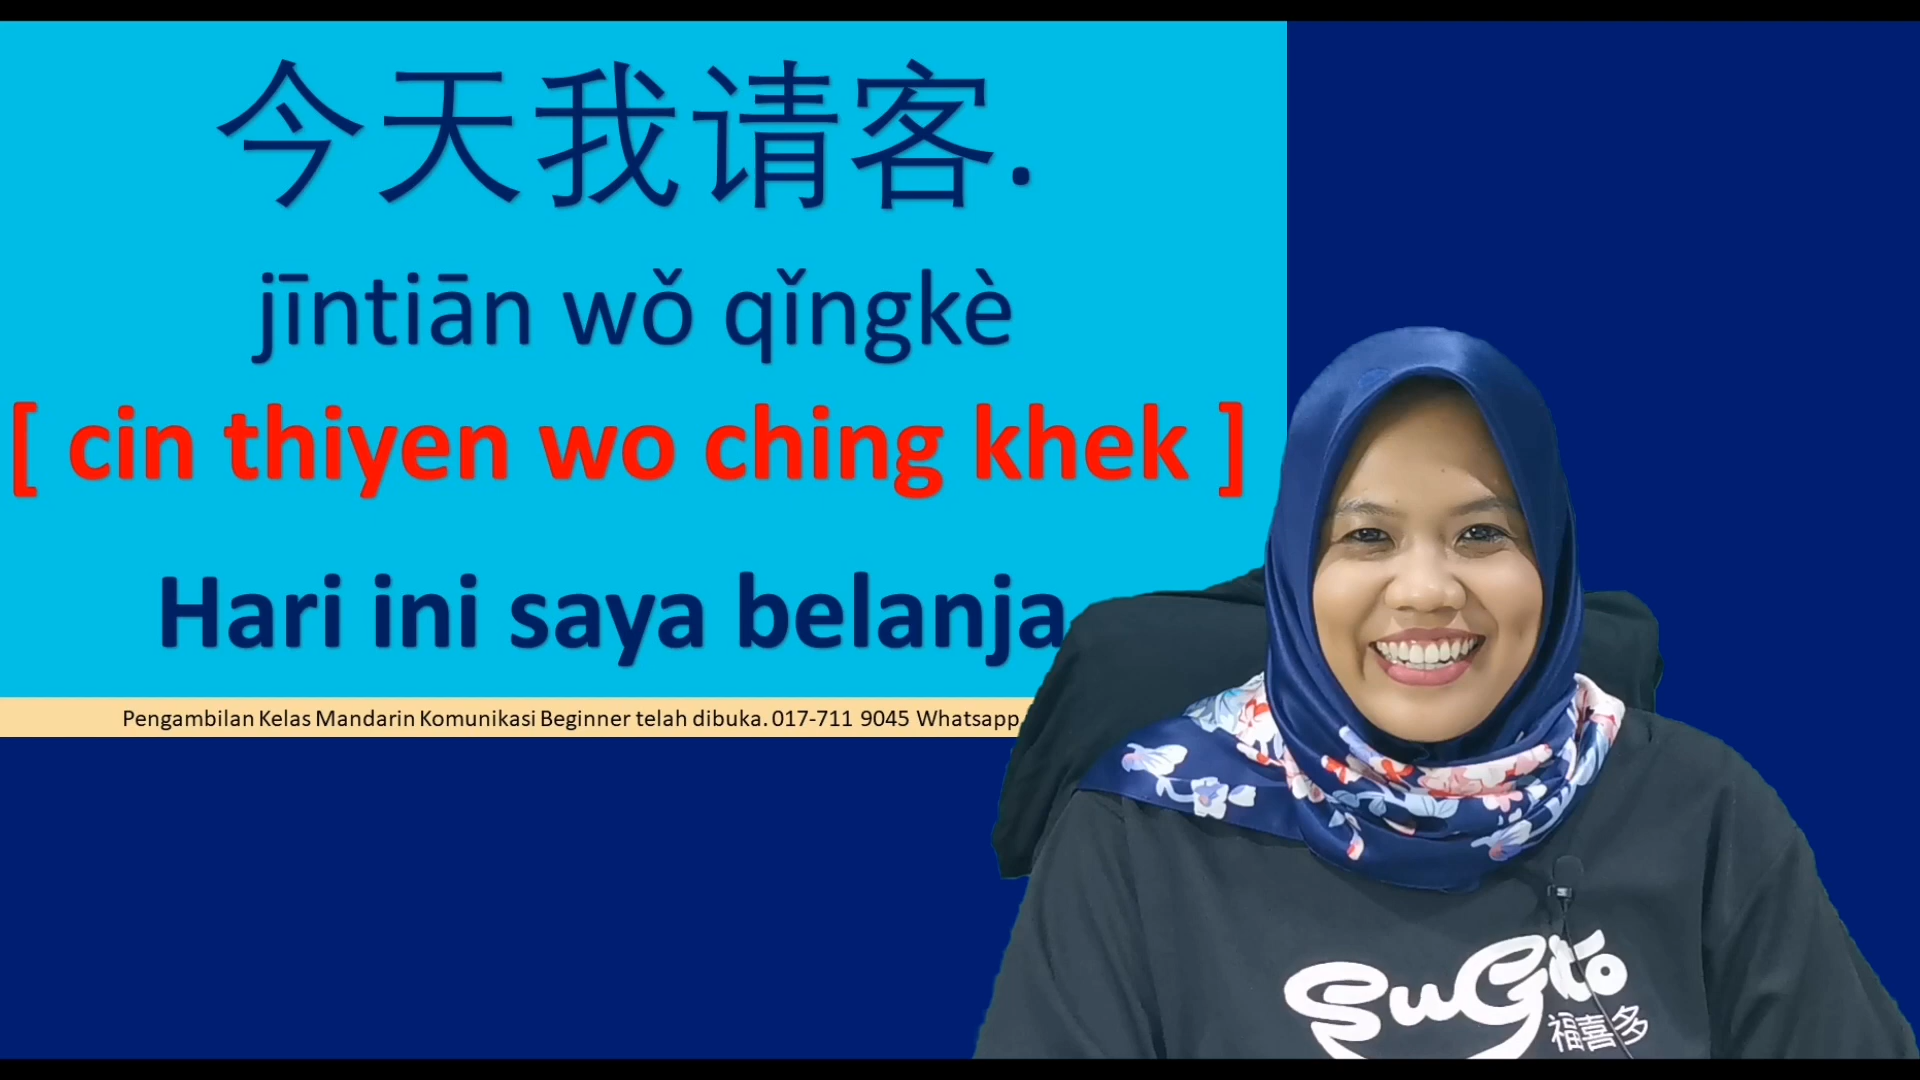 今天我请客.
jīntiān wǒ qǐngkè
[ cin thiyen wo ching khek ]
Hari ini saya belanja
Pengambilan Kelas Mandarin Komunikasi Beginner telah dibuka. 017-711 9045 Whatsapp
SuGito
福喜多